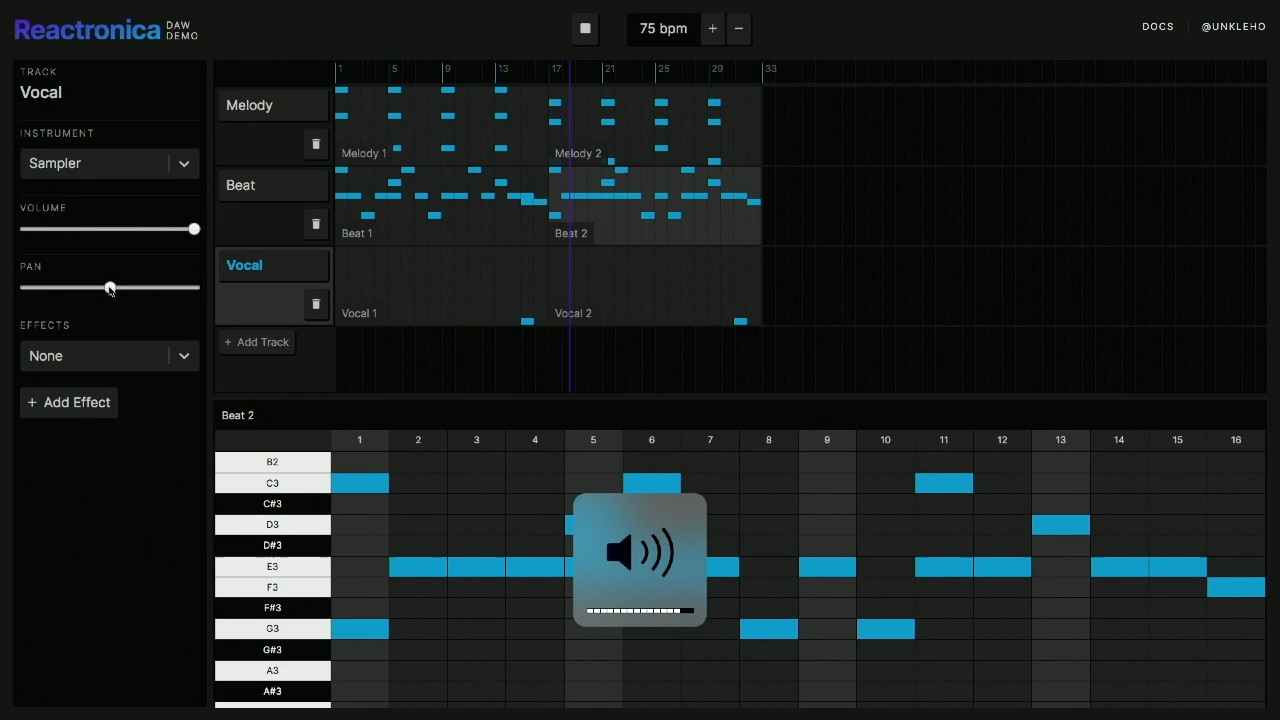 Reactronica DAW DEMO
75 bpm + −
DOCS
@UNKLEHO
TRACK
Vocal
INSTRUMENT
Sampler
VOLUME
PAN
EFFECTS
None
+ Add Effect
1 5 9 13 17 21 25 29 33
Melody
Melody 1
Melody 2
Beat
Beat 1
Beat 2
Vocal
Vocal 1
Vocal 2
+ Add Track
Beat 2
1 2 3 4 5 6 7 8 9 10 11 12 13 14 15 16
B2
C3
C#3
D3
D#3
E3
F3
F#3
G3
G#3
A3
A#3